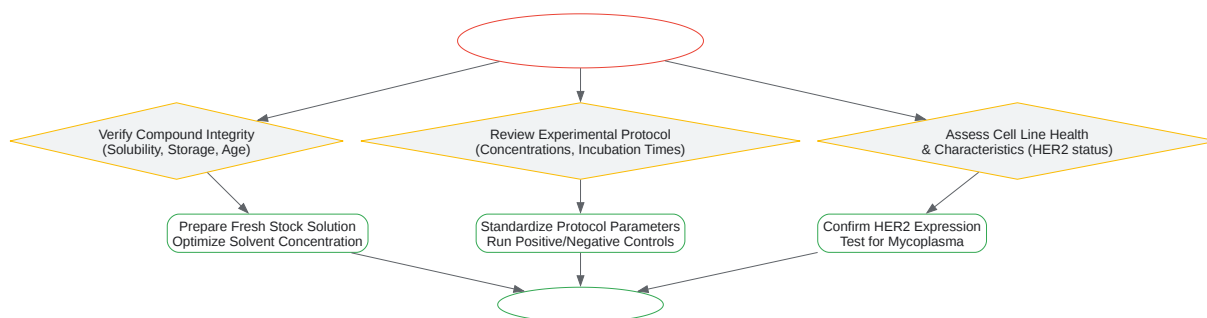 Verify Compound Integrity
(Solubility, Storage, Age)
Review Experimental Protocol
(Concentrations, Incubation Times)
Assess Cell Line Health
& Characteristics (HER2 status)
Prepare Fresh Stock Solution
Optimize Solvent Concentration
Standardize Protocol Parameters
Run Positive/Negative Controls
Confirm HER2 Expression
Test for Mycoplasma